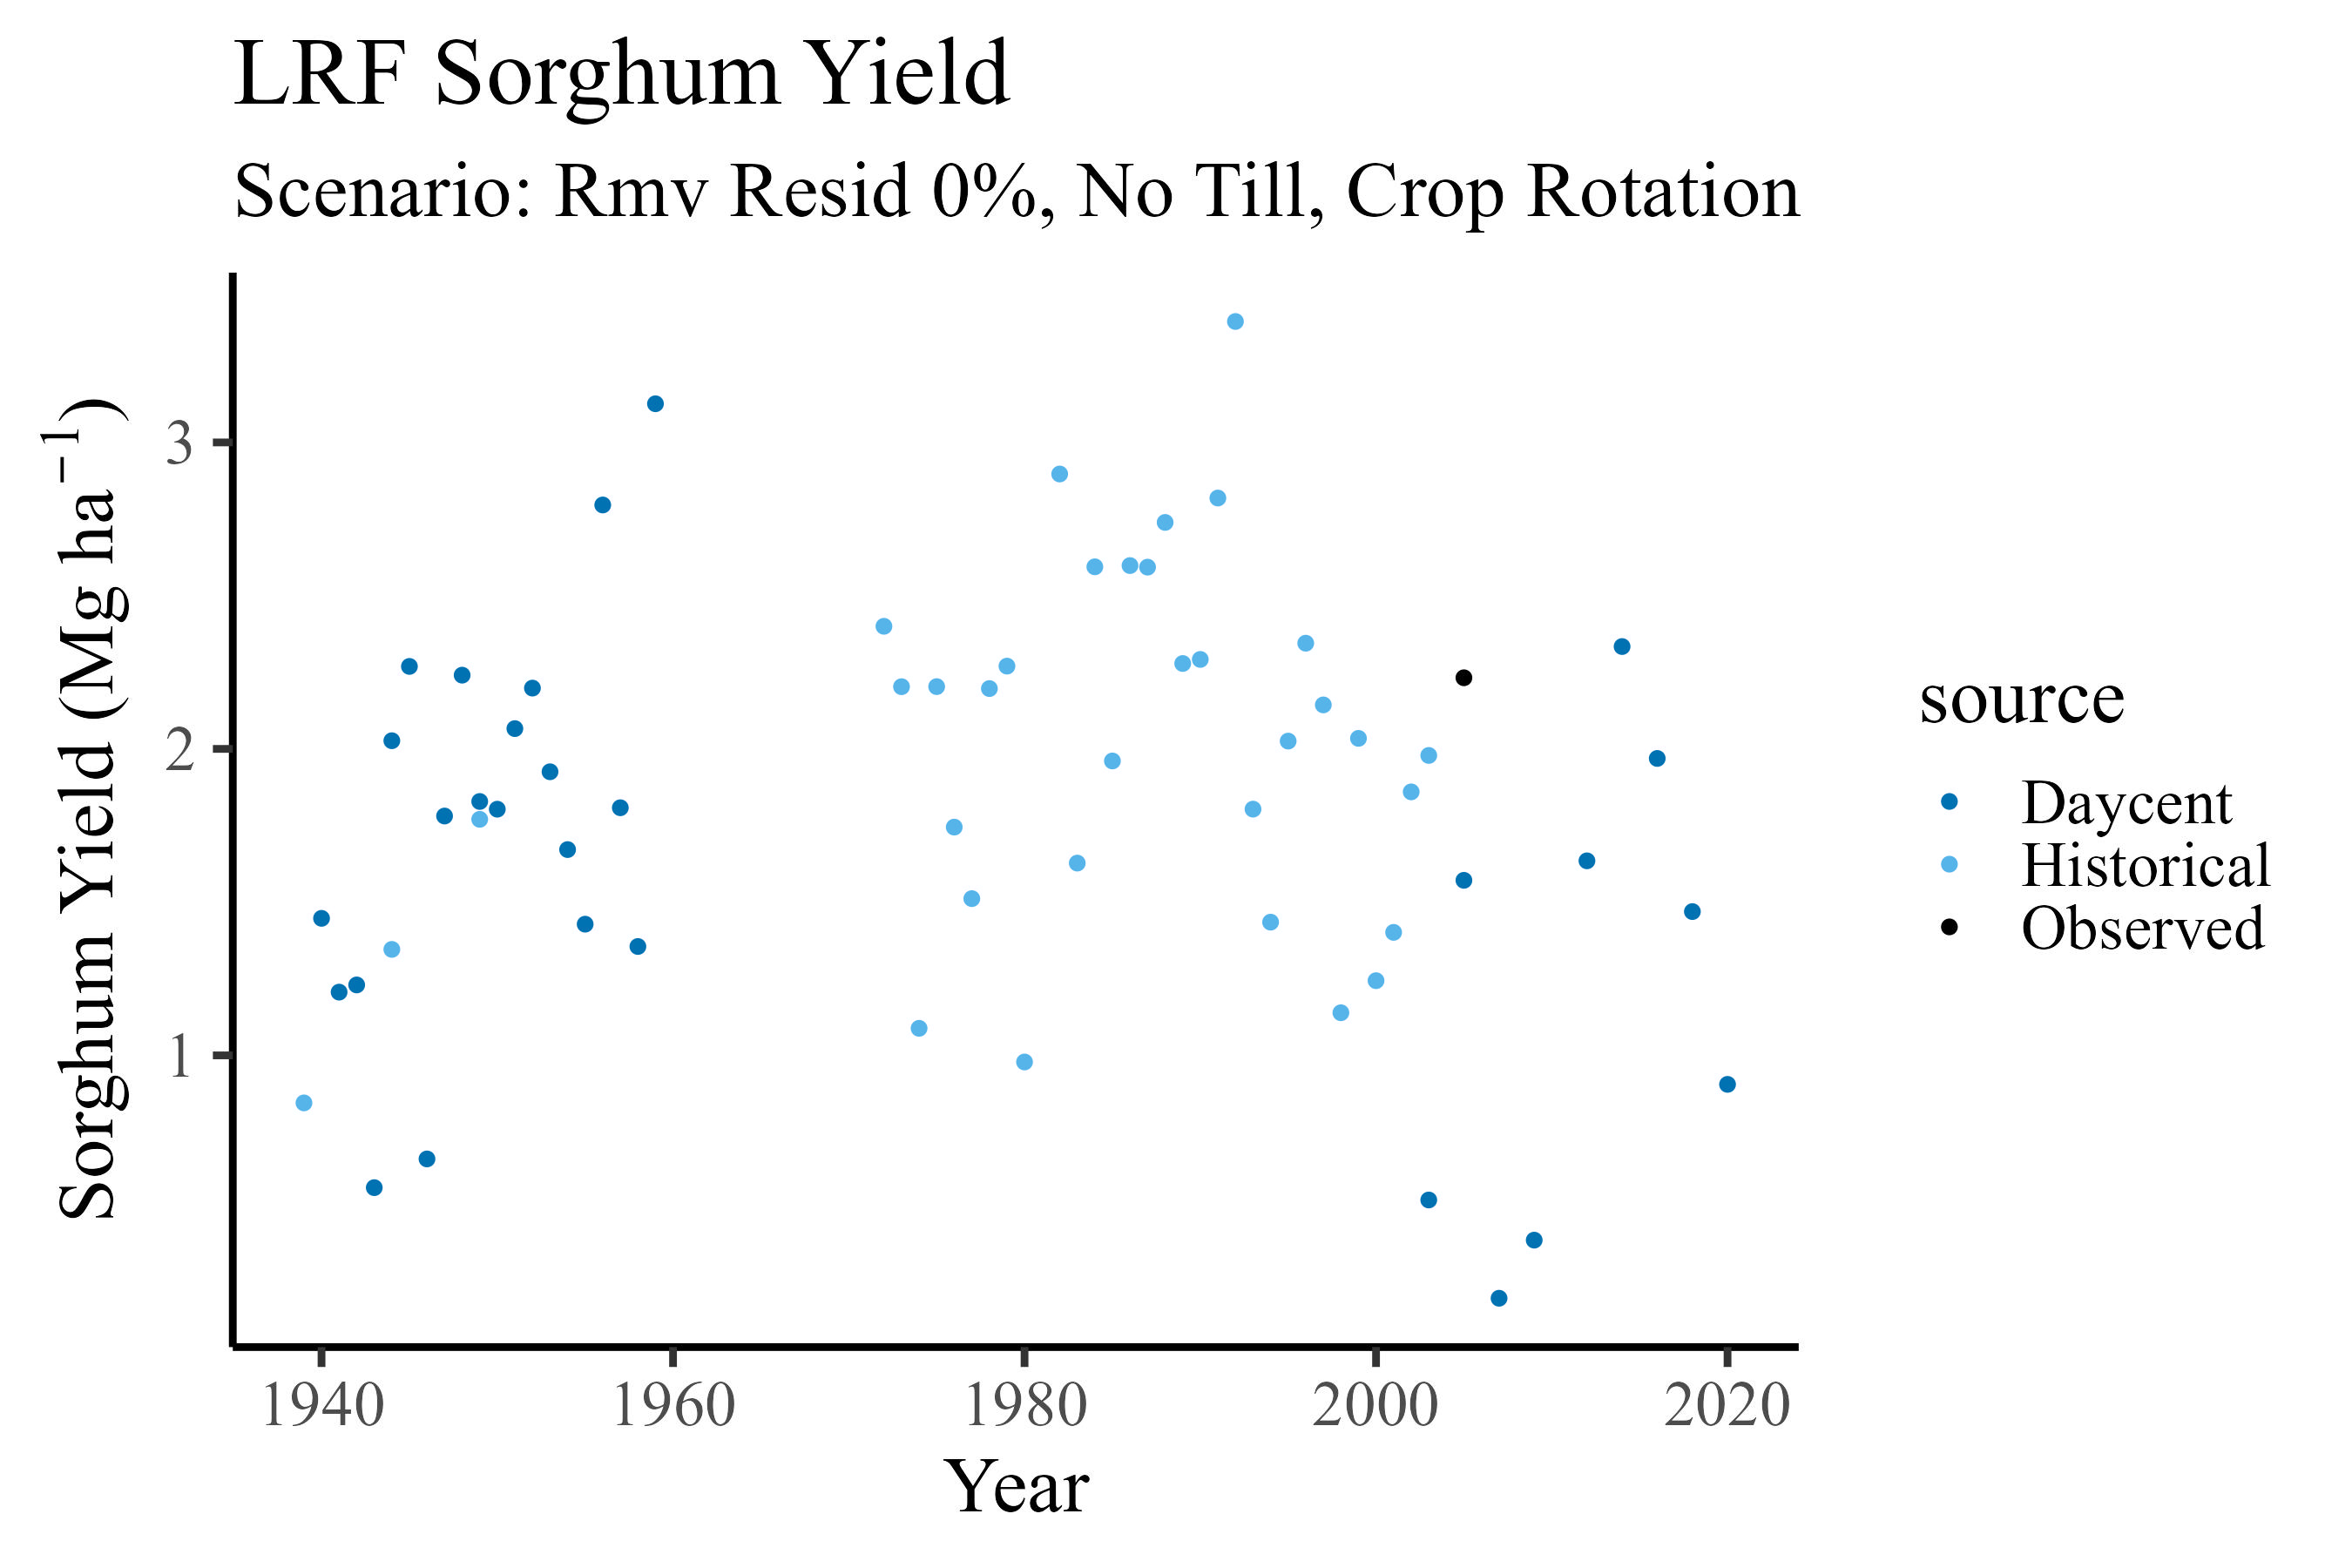 LRF Sorghum Yield
Scenario: Rmv Resid 0%, No Till, Crop Rotation
Sorghum Yield (Mg ha⁻¹)
3
2
1
1940 1960 1980 2000 2020
Year
source
Daycent
Historical
Observed